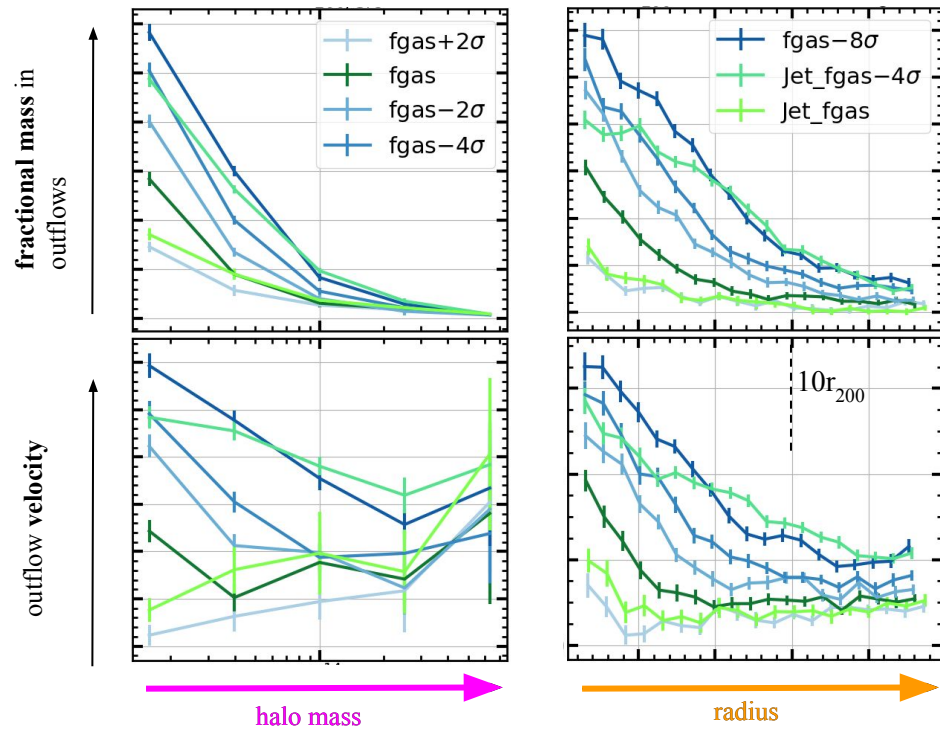 fractional mass in
outflows
fgas+2σ
fgas
fgas−2σ
fgas−4σ
fgas−8σ
Jet_fgas−4σ
Jet_fgas
outflow velocity
10r200
halo mass
radius